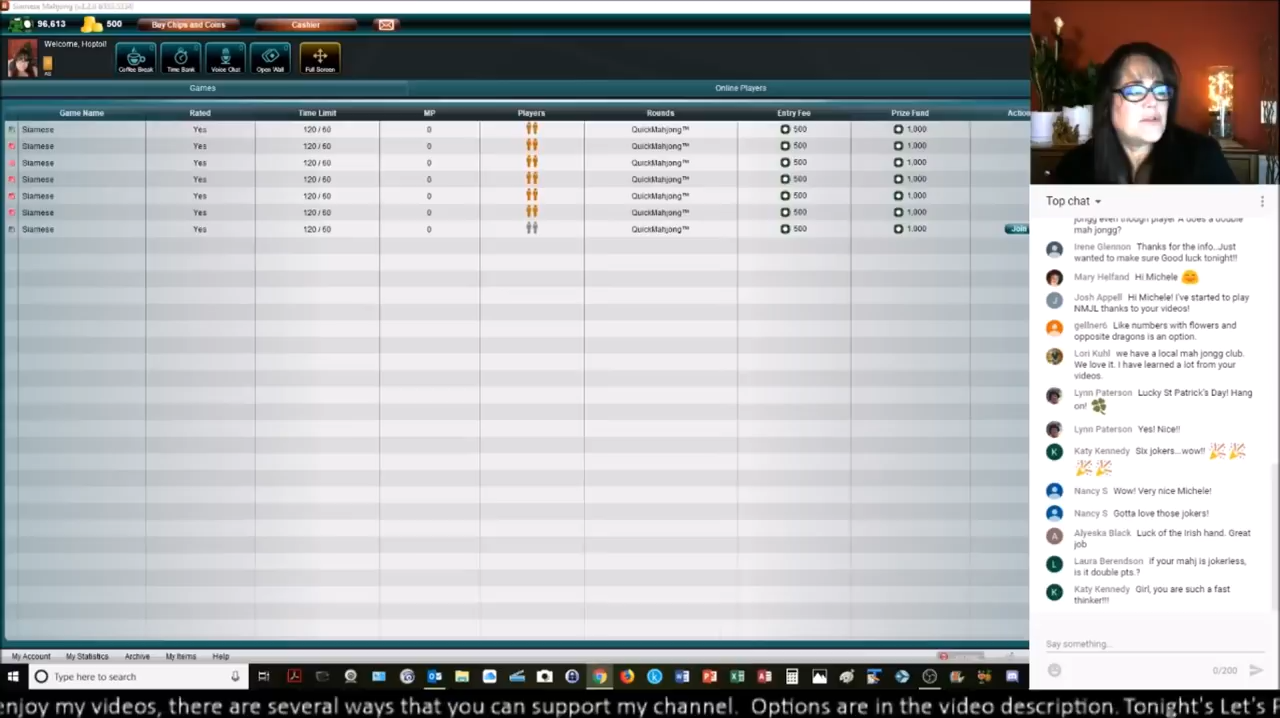 Siamese Mahjong
96,613 500 Buy Chips and Coins Cashier
Welcome, Hoptoi!
Coffee Break Time Bank Voice Chat Open Wall Full Screen
Games Online Players
Game Name Rated Time Limit MP Players Rounds Entry Fee Prize Fund Action
Siamese Yes 120 / 60 0 QuickMahjong™ 500 1,000
Siamese Yes 120 / 60 0 QuickMahjong™ 500 1,000
Siamese Yes 120 / 60 0 QuickMahjong™ 500 1,000
Siamese Yes 120 / 60 0 QuickMahjong™ 500 1,000
Siamese Yes 120 / 60 0 QuickMahjong™ 500 1,000
Siamese Yes 120 / 60 0 QuickMahjong™ 500 1,000
Siamese Yes 120 / 60 0 QuickMahjong™ 500 1,000 Join
My Account My Statistics Archive My Items Help
Type here to search
Top chat
jongg even though player A does a double
mah jongg?
Irene Glennon Thanks for the info..Just
wanted to make sure Good luck tonight!!
Mary Helfand Hi Michele
Josh Appell Hi Michele! I've started to play
NMJL thanks to your videos!
gellner6 Like numbers with flowers and
opposite dragons is an option.
Lori Kuhl we have a local mah jongg club.
We love it. I have learned a lot from your
videos.
Lynn Paterson Lucky St Patrick's Day! Hang
on!
Lynn Paterson Yes! Nice!!
Katy Kennedy Six jokers...wow!!
Nancy S Wow! Very nice Michele!
Nancy S Gotta love those jokers!
Alyeska Black Luck of the Irish hand. Great
job
Laura Berendson If your mahj is jokerless,
is it double pts.?
Katy Kennedy Girl, you are such a fast
thinker!!!
Say something...
0/200
enjoy my videos, there are several ways that you can support my channel. Options are in the video description. Tonight's Let's